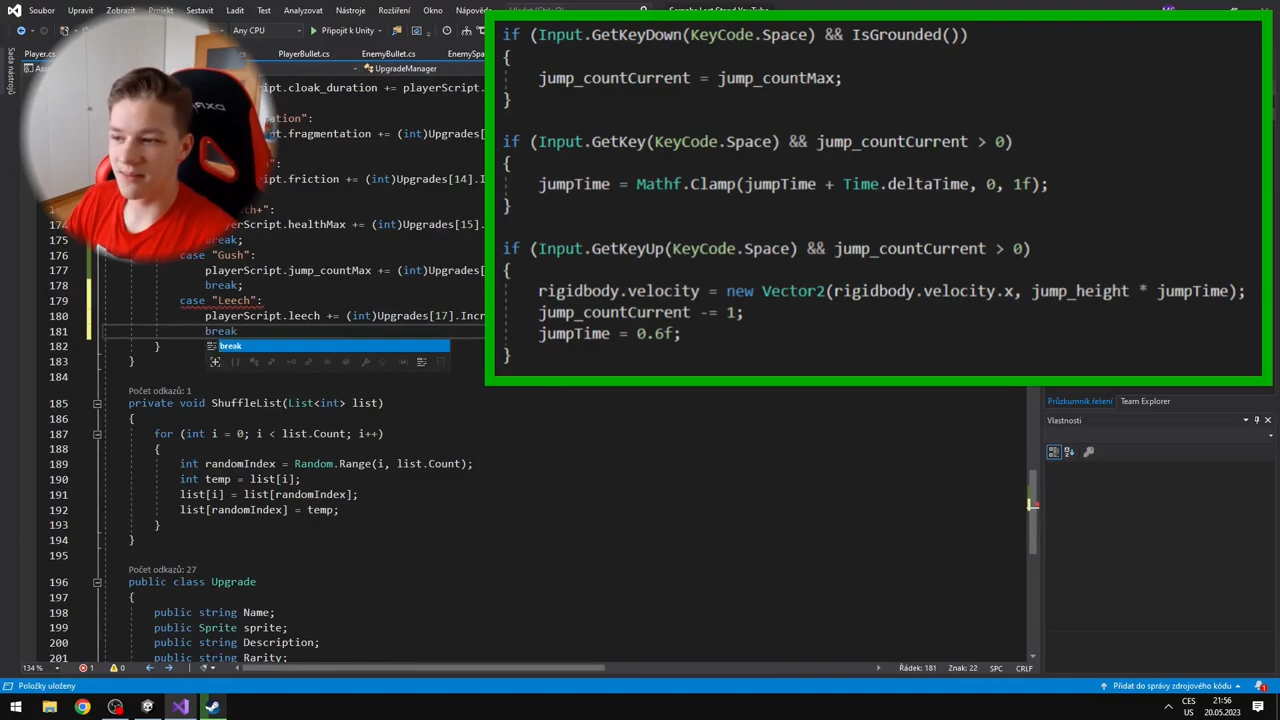 Soubor Upravit Zobrazit Git Projekt Sestavení Ladit Test Analyzovat Nástroje Rozšíření Okno Nápověda
Any CPU
Připojit k Unity
Player.cs
PlayerBullet.cs
EnemyBullet.cs
UpgradeManager
ipt.cloak_duration += playerScript.
ation":
ipt.fragmentation += (int)Upgrades[
ipt.friction += (int)Upgrades[14].I
174 playerScript.healthMax += (int)Upgrades[15].
175 break;
176 case "Gush":
177 playerScript.jump_countMax += (int)Upgrades[
178 break;
179 case "Leech":
180 playerScript.leech += (int)Upgrades[17].Incr
181 break
break
182 }
183 }
184
Počet odkazů: 1
185 private void ShuffleList(List<int> list)
186 {
187 for (int i = 0; i < list.Count; i++)
188 {
189 int randomIndex = Random.Range(i, list.Count);
190 int temp = list[i];
191 list[i] = list[randomIndex];
192 list[randomIndex] = temp;
193 }
194 }
195
Počet odkazů: 27
196 public class Upgrade
197 {
198 public string Name;
199 public Sprite sprite;
200 public string Description;
201 public string Rarity;
if (Input.GetKeyDown(KeyCode.Space) && IsGrounded())
{
jump_countCurrent = jump_countMax;
}
if (Input.GetKey(KeyCode.Space) && jump_countCurrent > 0)
{
jumpTime = Mathf.Clamp(jumpTime + Time.deltaTime, 0, 1f);
}
if (Input.GetKeyUp(KeyCode.Space) && jump_countCurrent > 0)
{
rigidbody.velocity = new Vector2(rigidbody.velocity.x, jump_height * jumpTime);
jump_countCurrent -= 1;
jumpTime = 0.6f;
}
Průzkumník řešení Team Explorer
Vlastnosti
134 % 1 0
Řádek: 181 Znak: 22 SPC CRLF
Položky uloženy
Přidat do správy zdrojového kódu
1
CES
US
21:56
20.05.2023